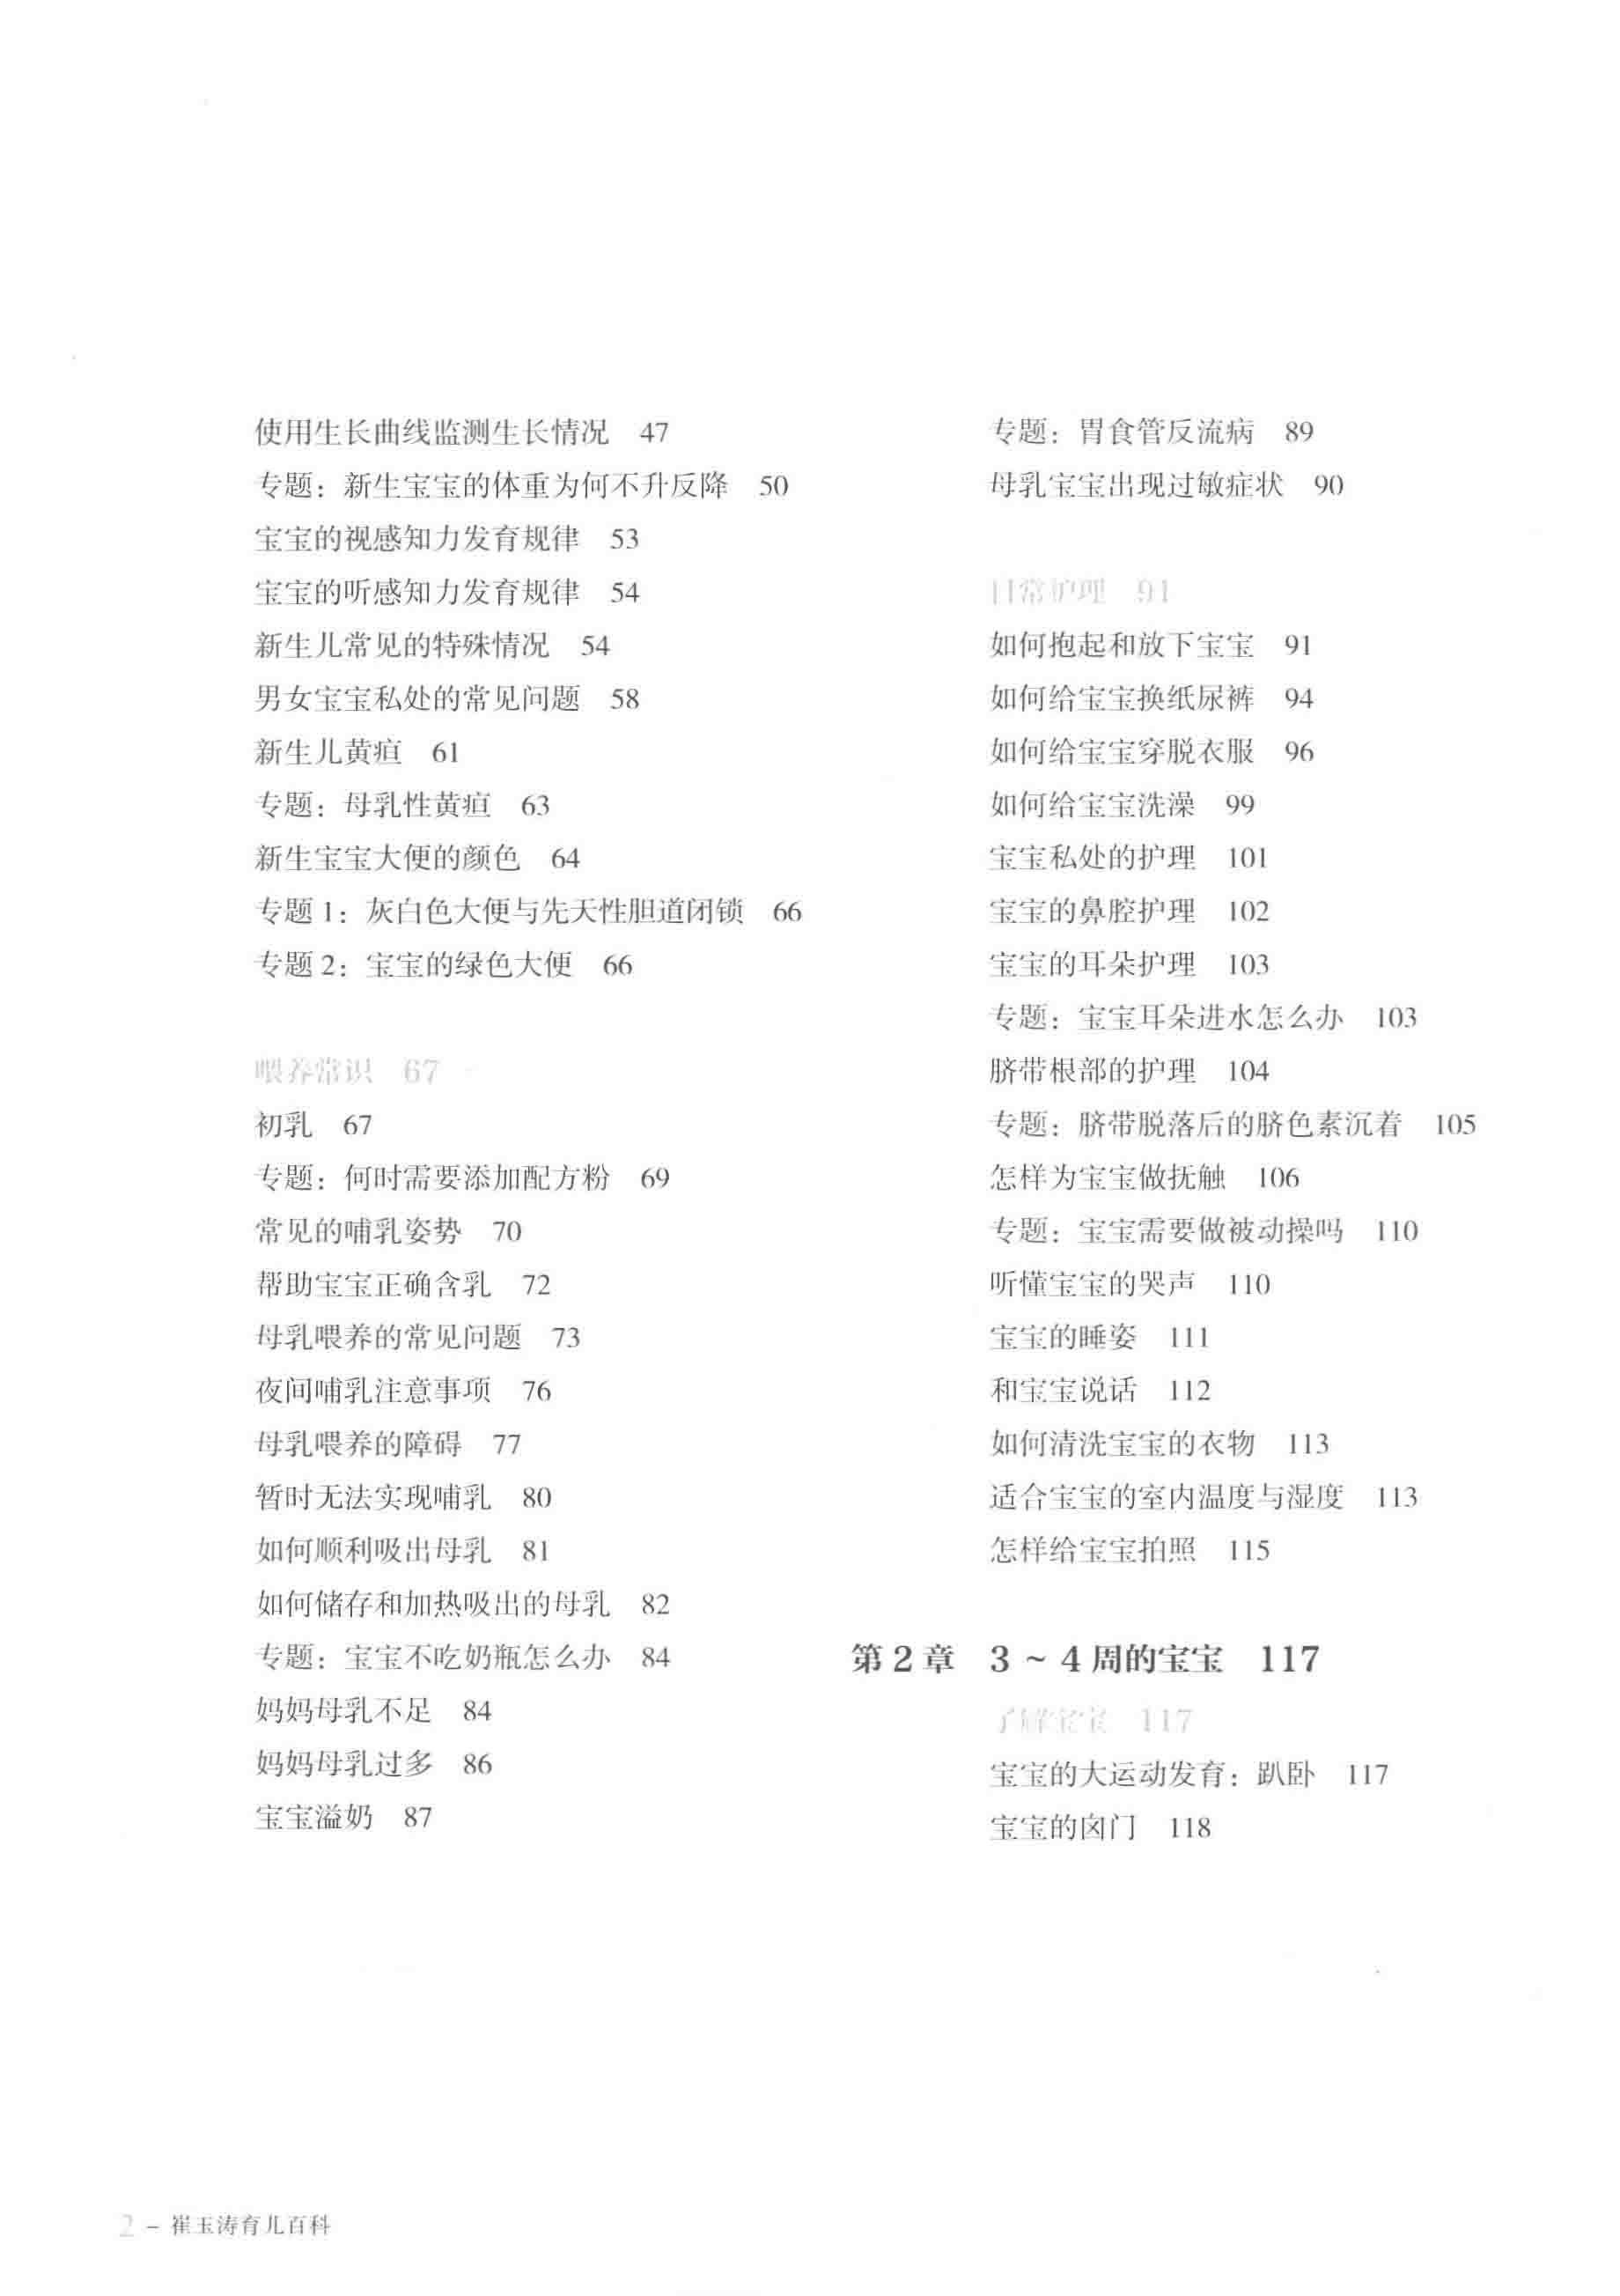 使用生长曲线监测生长情况 47
专题：新生宝宝的体重为何不升反降 50
宝宝的视感知力发育规律 53
宝宝的听感知力发育规律 54
新生儿常见的特殊情况 54
男女宝宝私处的常见问题 58
新生儿黄疸 61
专题：母乳性黄疸 63
新生宝宝大便的颜色 64
专题1：灰白色大便与先天性胆道闭锁 66
专题2：宝宝的绿色大便 66
喂养常识 67
初乳 67
专题：何时需要添加配方粉 69
常见的哺乳姿势 70
帮助宝宝正确含乳 72
母乳喂养的常见问题 73
夜间哺乳注意事项 76
母乳喂养的障碍 77
暂时无法实现哺乳 80
如何顺利吸出母乳 81
如何储存和加热吸出的母乳 82
专题：宝宝不吃奶瓶怎么办 84
妈妈母乳不足 84
妈妈母乳过多 86
宝宝溢奶 87
专题：胃食管反流病 89
母乳宝宝出现过敏症状 90
日常护理 91
如何抱起和放下宝宝 91
如何给宝宝换纸尿裤 94
如何给宝宝穿脱衣服 96
如何给宝宝洗澡 99
宝宝私处的护理 101
宝宝的鼻腔护理 102
宝宝的耳朵护理 103
专题：宝宝耳朵进水怎么办 103
脐带根部的护理 104
专题：脐带脱落后的脐色素沉着 105
怎样为宝宝做抚触 106
专题：宝宝需要做被动操吗 110
听懂宝宝的哭声 110
宝宝的睡姿 111
和宝宝说话 112
如何清洗宝宝的衣物 113
适合宝宝的室内温度与湿度 113
怎样给宝宝拍照 115
第2章 3～4周的宝宝 117
了解宝宝 117
宝宝的大运动发育：趴卧 117
宝宝的囟门 118
2 – 崔玉涛育儿百科